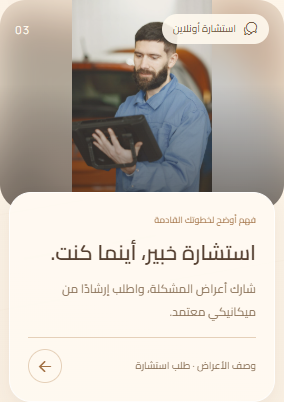 03
استشارة أونلاين
فهم أوضح لخطوتك القادمة
استشارة خبير، أينما كنت.
شارك أعراض المشكلة، واطلب إرشادًا من
ميكانيكي معتمد.
وصف الأعراض · طلب استشارة